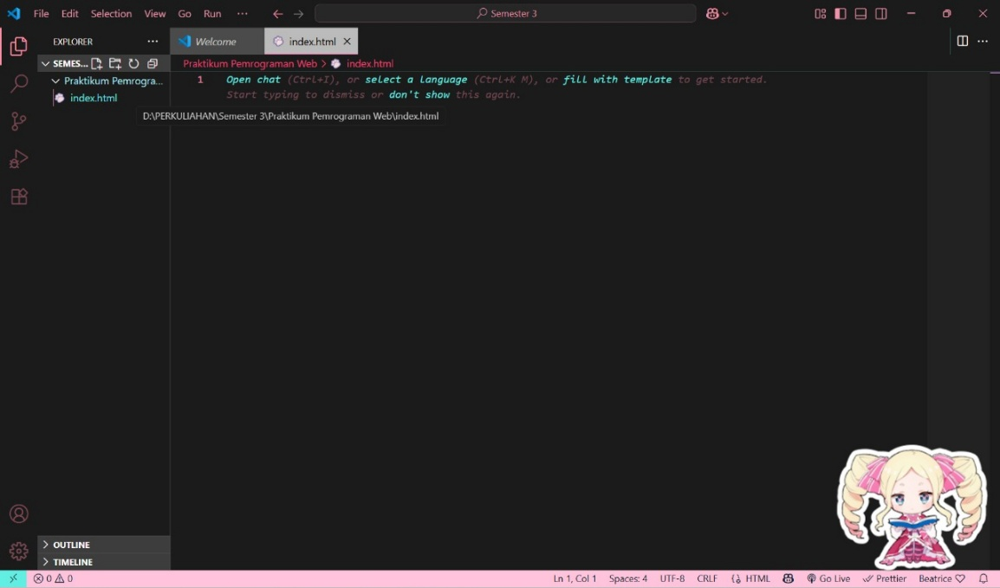 File Edit Selection View Go Run ··· Semester 3
EXPLORER ··· Welcome index.html
SEMES... Praktikum Pemrograman Web > index.html
Praktikum Pemrogra... 1 Open chat (Ctrl+I), or select a language (Ctrl+K M), or fill with template to get started.
index.html Start typing to dismiss or don't show this again.
D:\PERKULIAHAN\Semester 3\Praktikum Pemrograman Web\index.html
OUTLINE
TIMELINE
0 0 Ln 1, Col 1 Spaces: 4 UTF-8 CRLF HTML Go Live Prettier Beatrice ♡